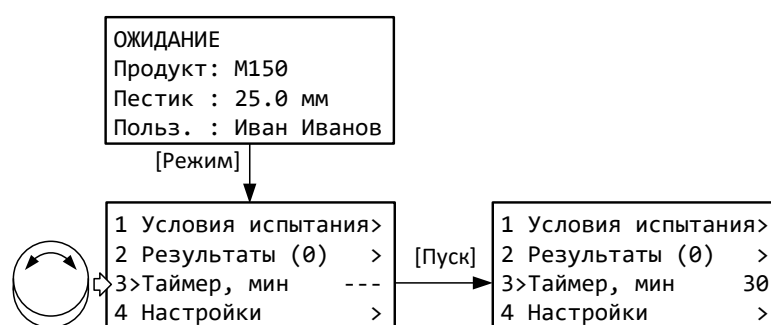 ОЖИДАНИЕ
Продукт: М150
Пестик : 25.0 мм
Польз. : Иван Иванов
[Режим]
1 Условия испытания>
2 Результаты (0) >
3>Таймер, мин ---
4 Настройки >
[Пуск]
1 Условия испытания>
2 Результаты (0) >
3>Таймер, мин 30
4 Настройки >